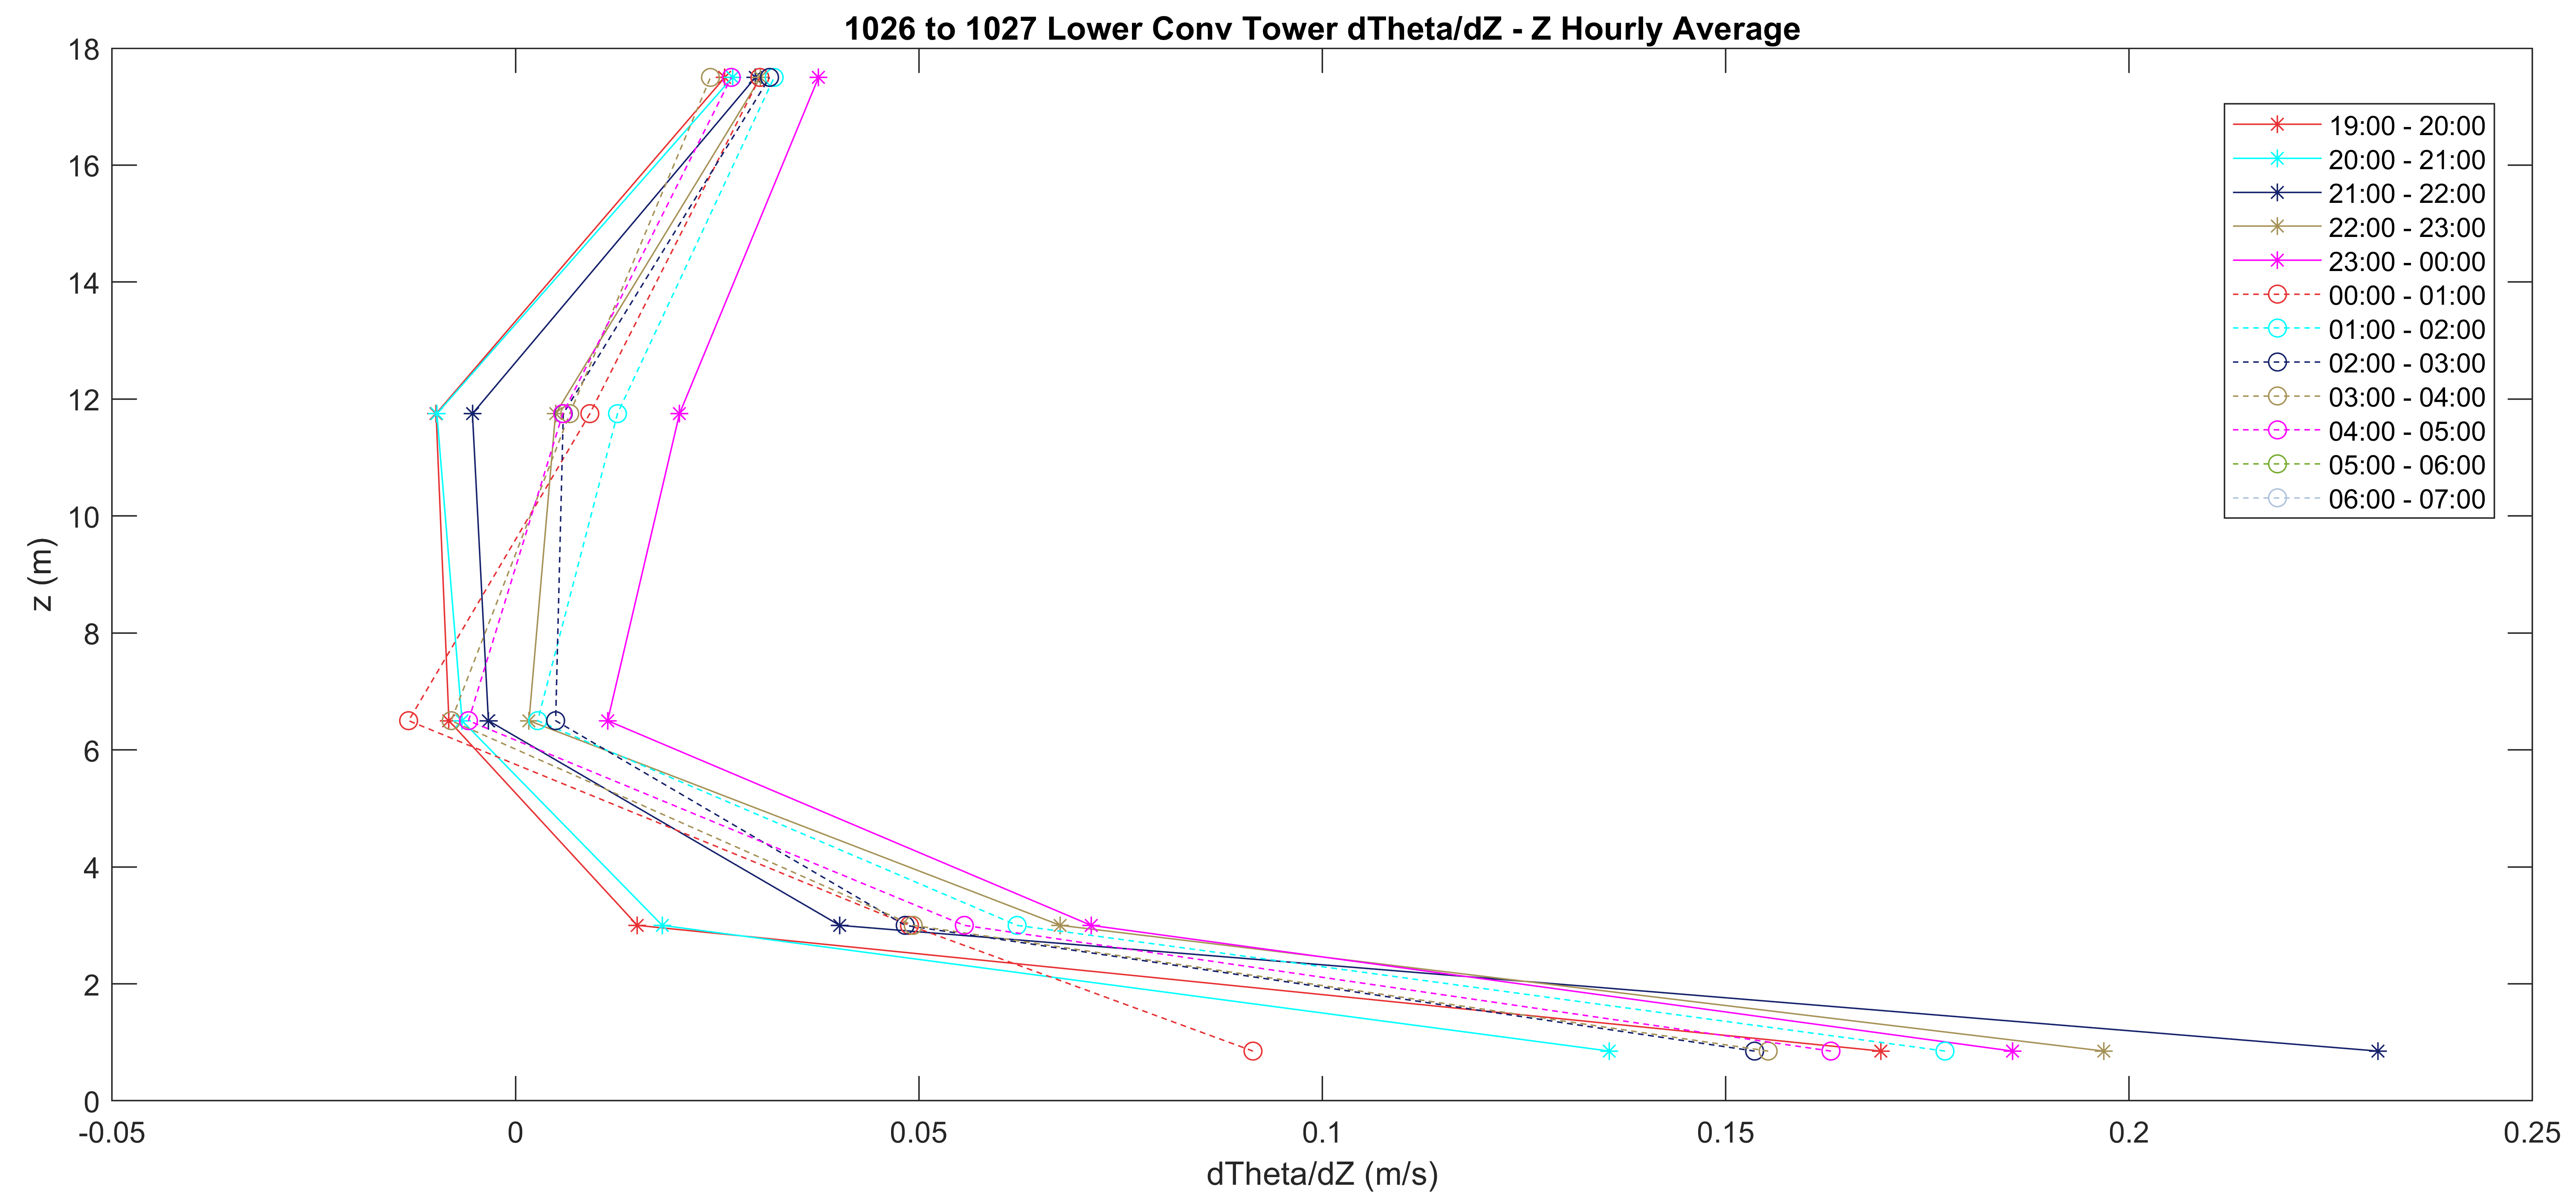 1026 to 1027 Lower Conv Tower dTheta/dZ - Z Hourly Average
18
16
14
12
10
8
6
4
2
0
z (m)
-0.05 0 0.05 0.1 0.15 0.2 0.25
dTheta/dZ (m/s)
19:00 - 20:00
20:00 - 21:00
21:00 - 22:00
22:00 - 23:00
23:00 - 00:00
00:00 - 01:00
01:00 - 02:00
02:00 - 03:00
03:00 - 04:00
04:00 - 05:00
05:00 - 06:00
06:00 - 07:00